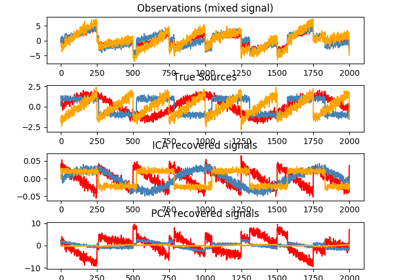 Observations (mixed signal)
5
0
−5
0 250 500 750 1000 1250 1500 1750 2000
True Sources
2.5
0.0
−2.5
0 250 500 750 1000 1250 1500 1750 2000
ICA recovered signals
0.05
0.00
−0.05
0 250 500 750 1000 1250 1500 1750 2000
PCA recovered signals
10
0
−10
0 250 500 750 1000 1250 1500 1750 2000